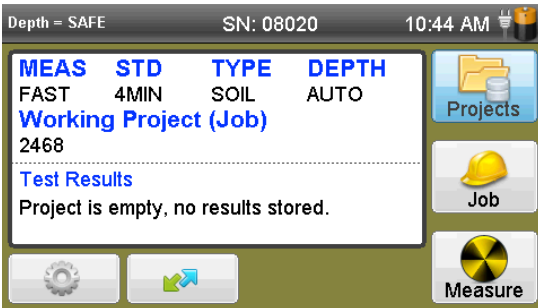 Depth = SAFE SN: 08020 10:44 AM
MEAS STD TYPE DEPTH
FAST 4MIN SOIL AUTO
Working Project (Job)
2468
Test Results
Project is empty, no results stored.
Projects
Job
Measure